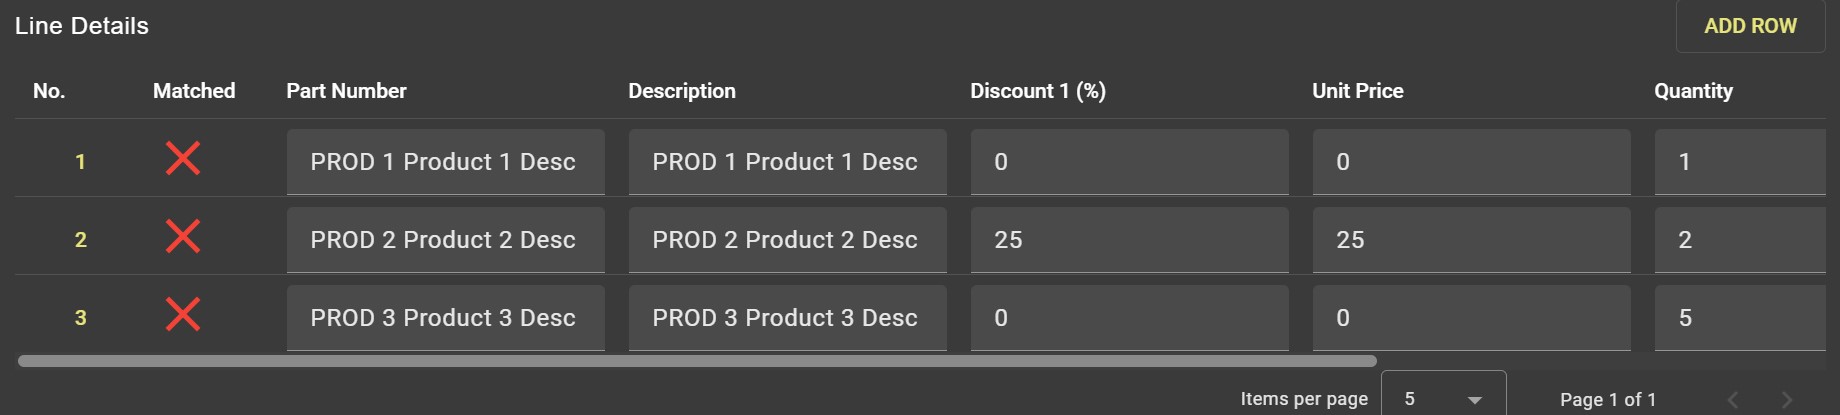 Line Details
ADD ROW
No. Matched Part Number Description Discount 1 (%) Unit Price Quantity
1 PROD 1 Product 1 Desc PROD 1 Product 1 Desc 0 0 1
2 PROD 2 Product 2 Desc PROD 2 Product 2 Desc 25 25 2
3 PROD 3 Product 3 Desc PROD 3 Product 3 Desc 0 0 5
Items per page 5 Page 1 of 1